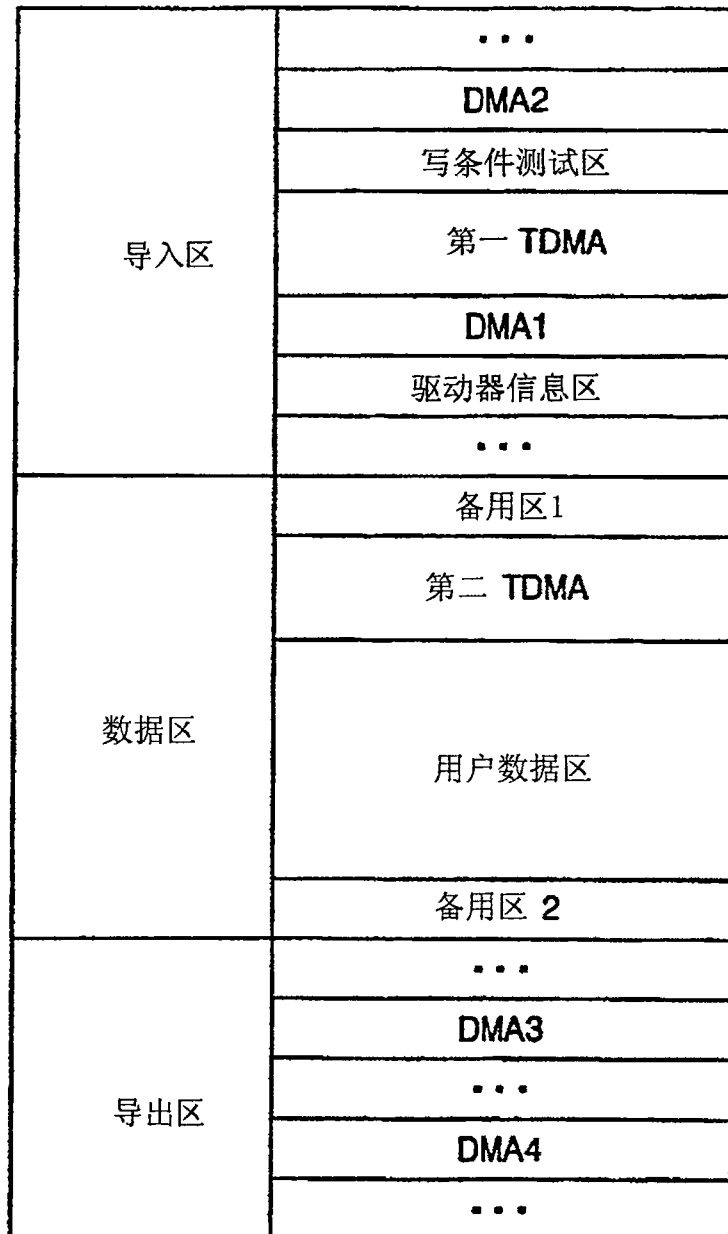 导入区
...
DMA2
写条件测试区
第一 TDMA
DMA1
驱动器信息区
...
数据区
备用区1
第二 TDMA
用户数据区
备用区 2
导出区
...
DMA3
...
DMA4
...